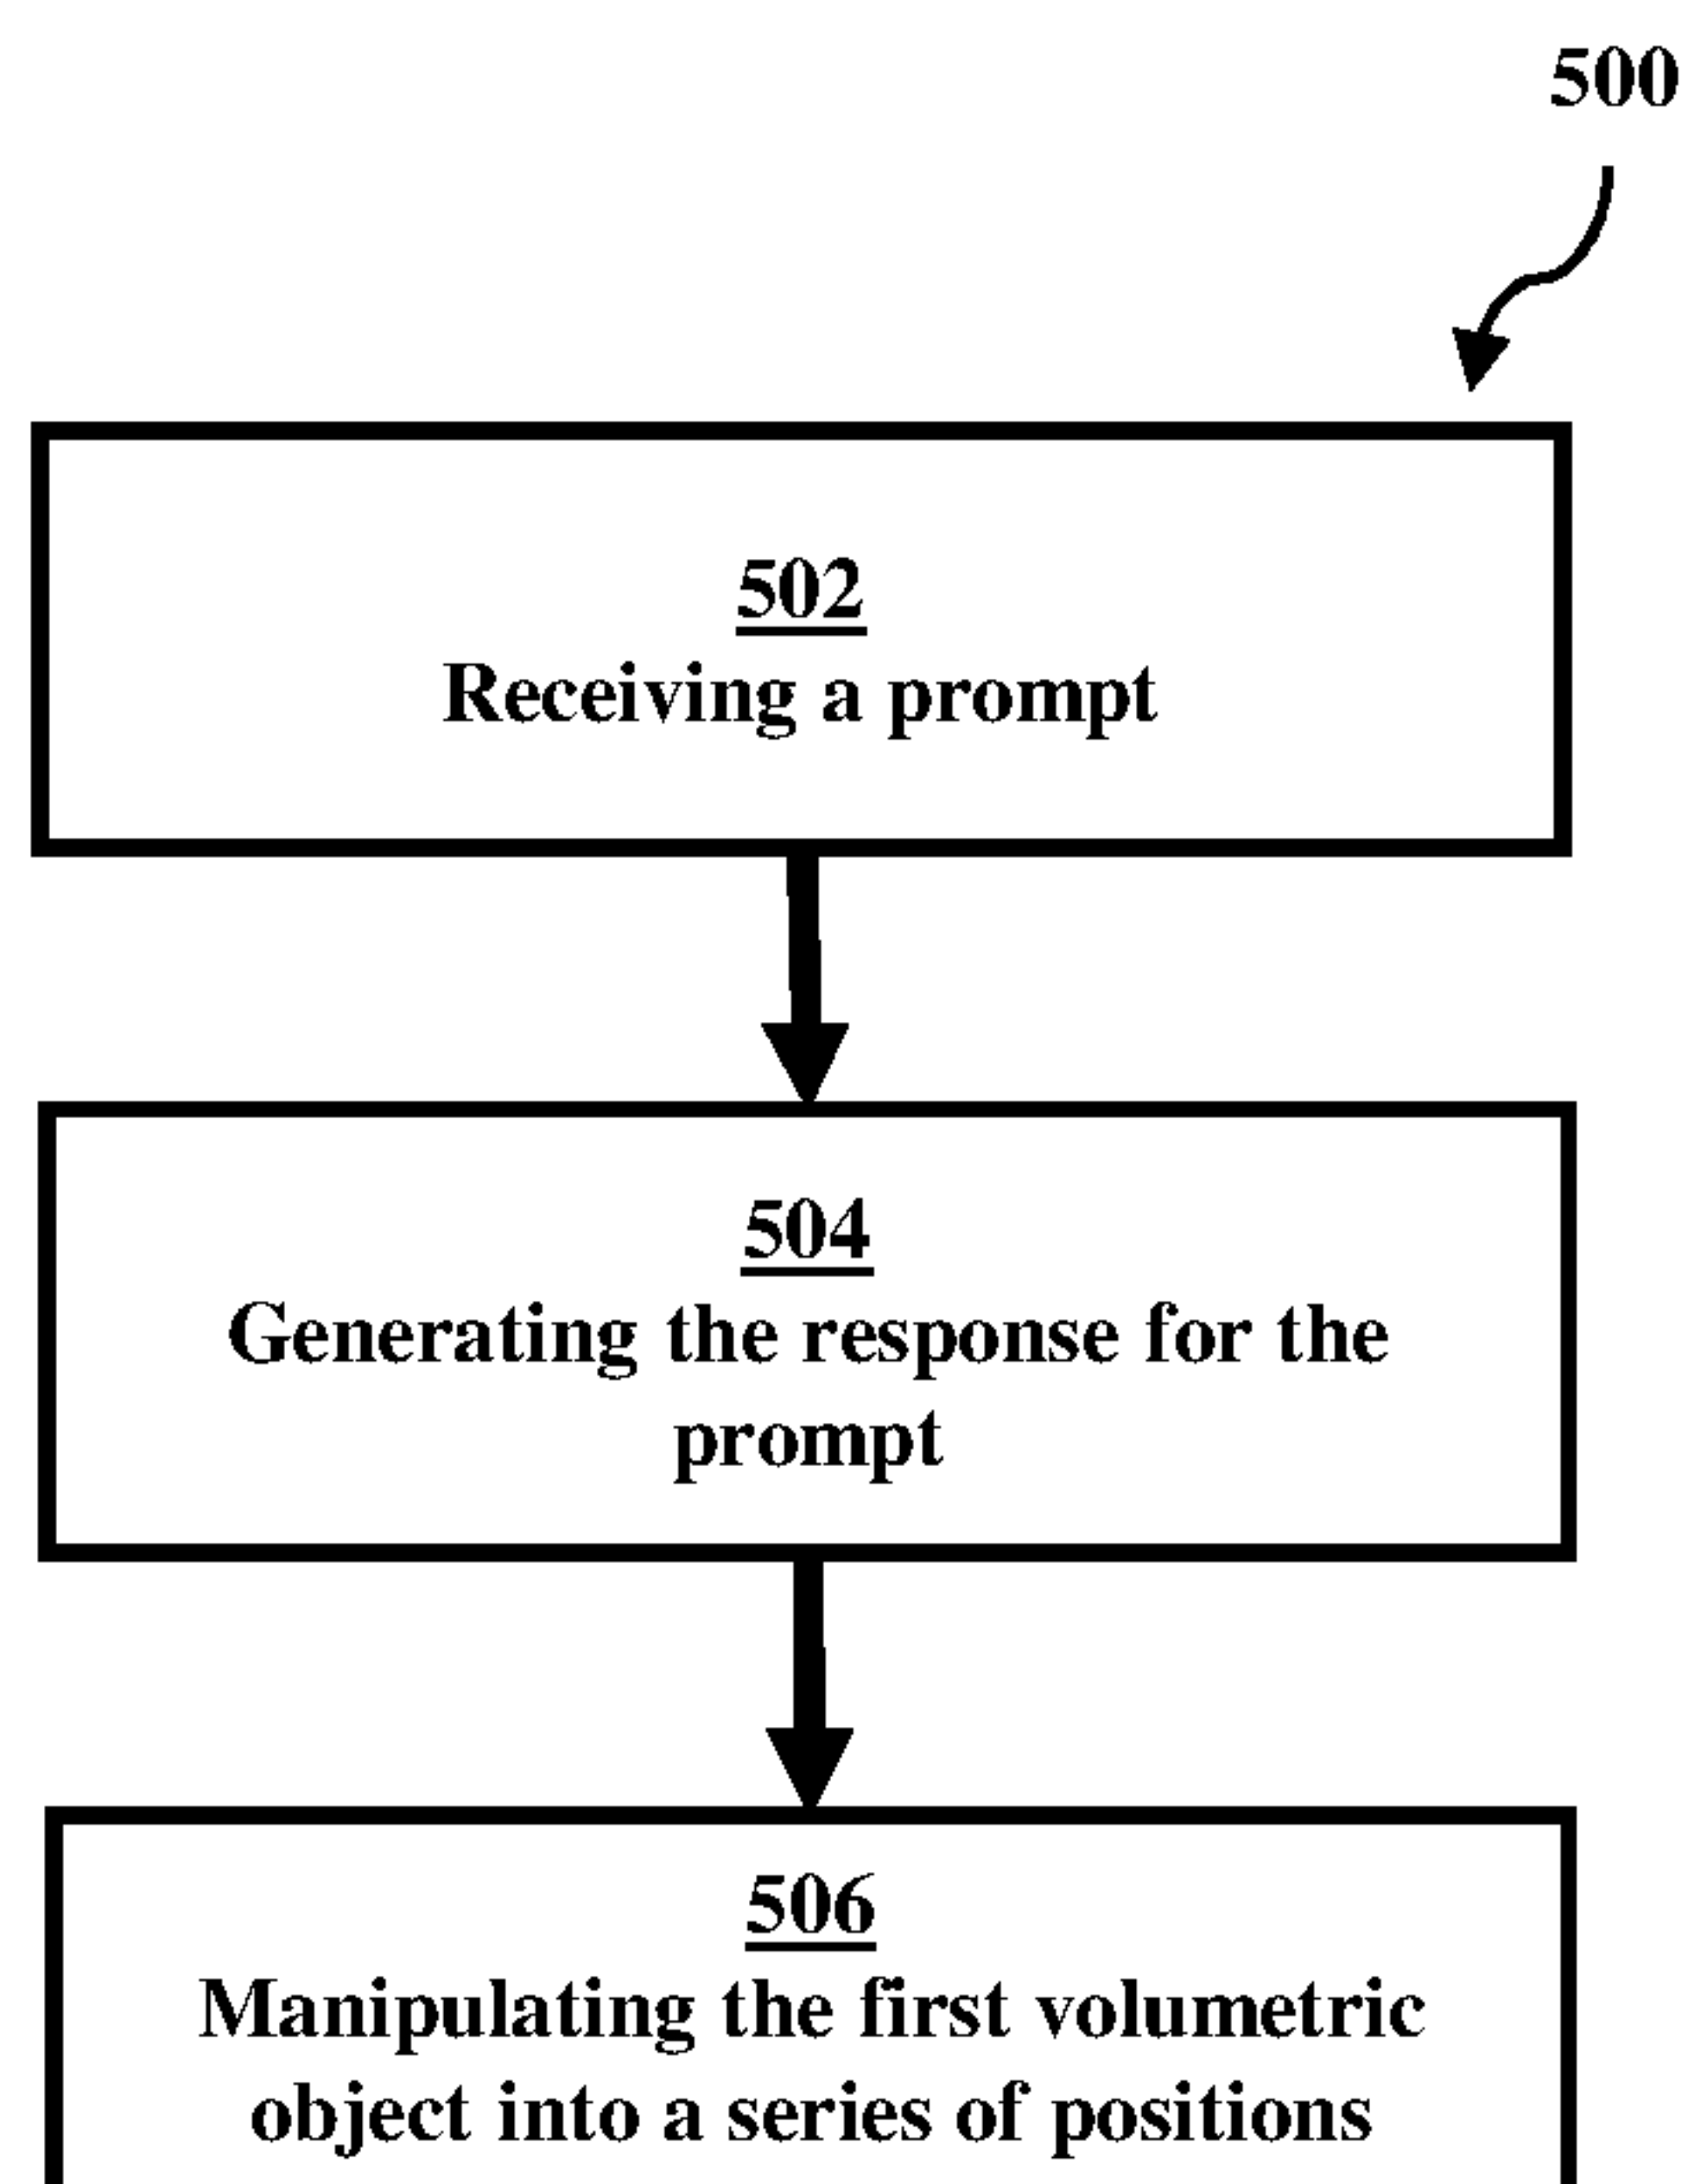 500
502
Receiving a prompt
504
Generating the response for the
prompt
506
Manipulating the first volumetric
object into a series of positions